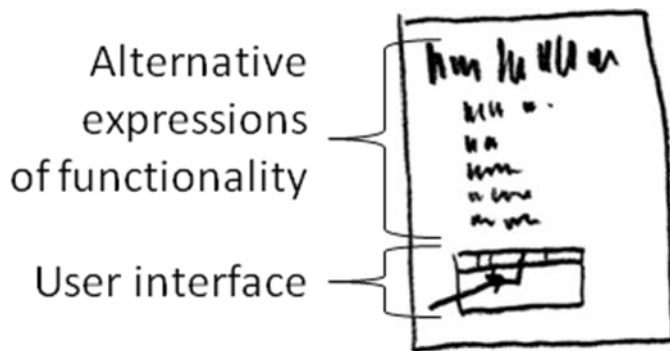 Alternative
expressions
of functionality
User interface